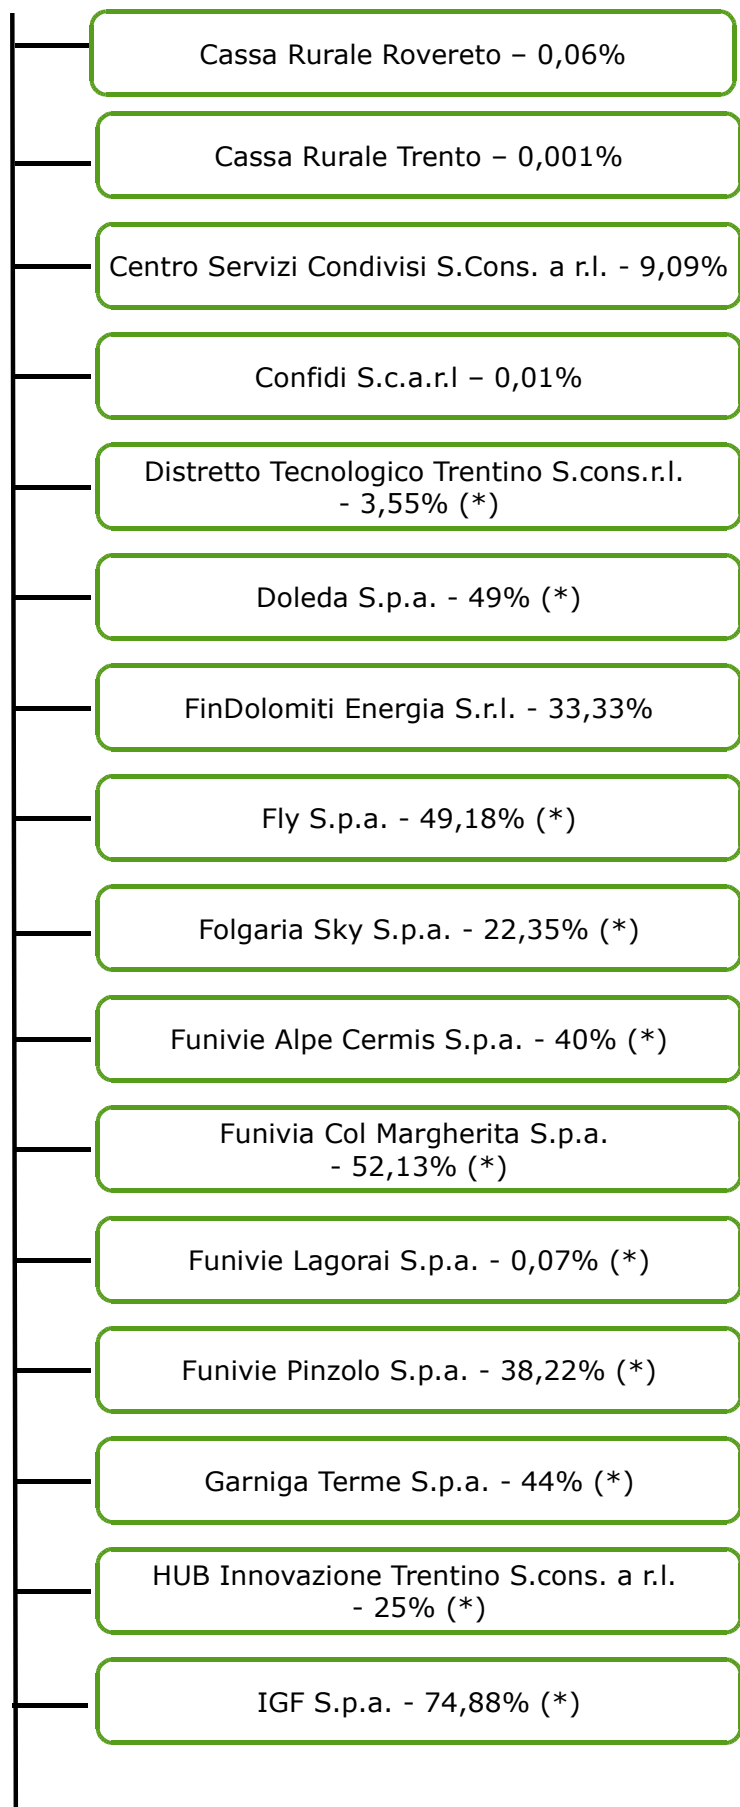 Cassa Rurale Rovereto – 0,06%
Cassa Rurale Trento – 0,001%
Centro Servizi Condivisi S.Cons. a r.l. - 9,09%
Confidi S.c.a.r.l – 0,01%
Distretto Tecnologico Trentino S.cons.r.l.
- 3,55% (*)
Doleda S.p.a. - 49% (*)
FinDolomiti Energia S.r.l. - 33,33%
Fly S.p.a. - 49,18% (*)
Folgaria Sky S.p.a. - 22,35% (*)
Funivie Alpe Cermis S.p.a. - 40% (*)
Funivia Col Margherita S.p.a.
- 52,13% (*)
Funivie Lagorai S.p.a. - 0,07% (*)
Funivie Pinzolo S.p.a. - 38,22% (*)
Garniga Terme S.p.a. - 44% (*)
HUB Innovazione Trentino S.cons. a r.l.
- 25% (*)
IGF S.p.a. - 74,88% (*)